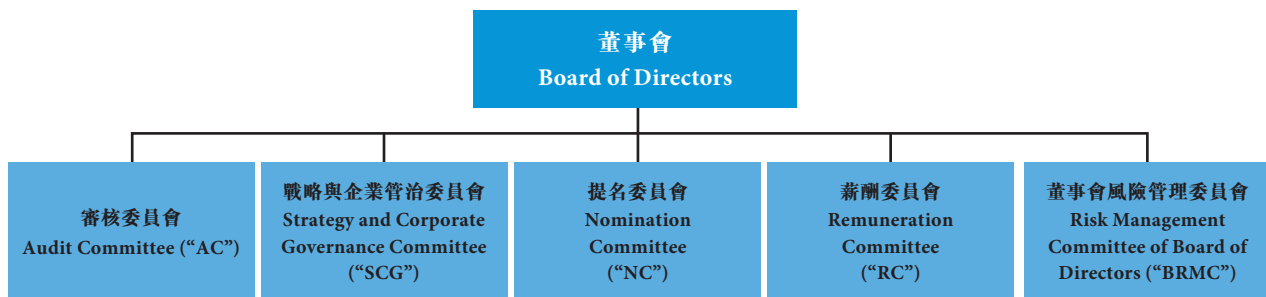 董事會
Board of Directors
審核委員會
Audit Committee (“AC”)
戰略與企業管治委員會
Strategy and Corporate
Governance Committee
(“SCG”)
提名委員會
Nomination
Committee
(“NC”)
薪酬委員會
Remuneration
Committee
(“RC”)
董事會風險管理委員會
Risk Management
Committee of Board of
Directors (“BRMC”)